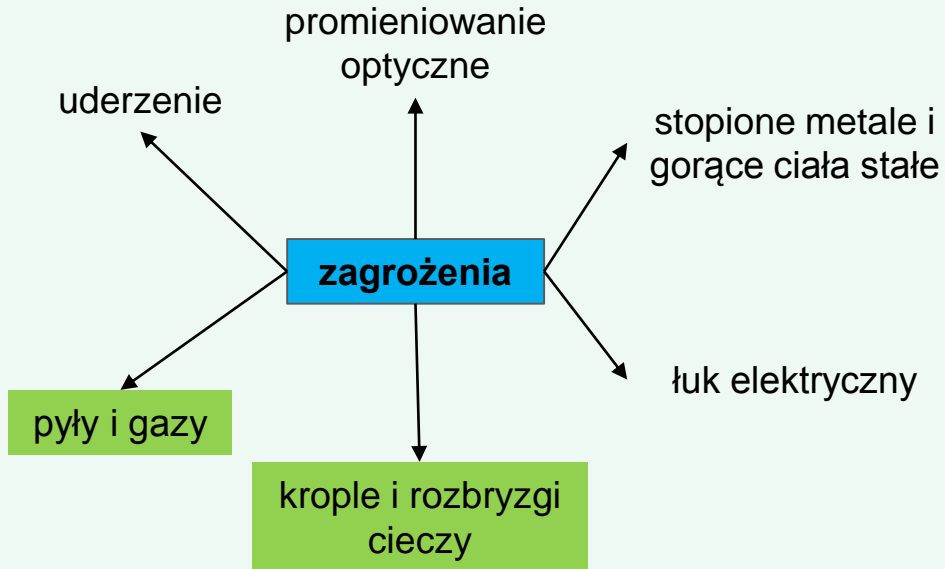 promieniowanie
optyczne
uderzenie
stopione metale i
gorące ciała stałe
zagrożenia
łuk elektryczny
pyły i gazy
krople i rozbryzgi
cieczy